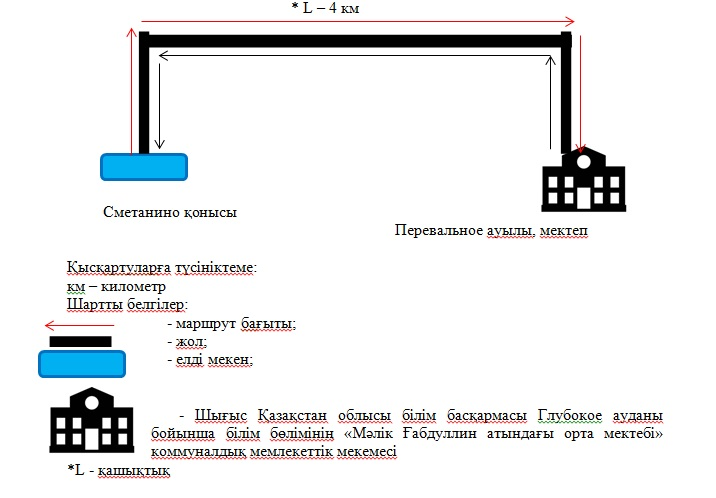 * L – 4 км
Сметанино қонысы
Перевальное ауылы, мектеп
Қысқартуларға түсініктеме:
км – километр
Шартты белгілер:
- маршрут бағыты;
- жол;
- елді мекен;
- Шығыс Қазақстан облысы білім басқармасы Глубокое ауданы
бойынша білім бөлімінің «Мәлік Ғабдуллин атындағы орта мектебі»
коммуналдық мемлекеттік мекемесі
*L - қашықтық